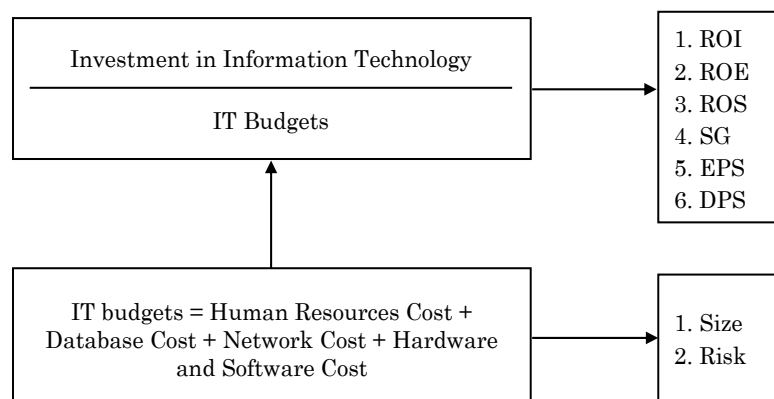 Investment in Information Technology
IT Budgets
1. ROI
2. ROE
3. ROS
4. SG
5. EPS
6. DPS
IT budgets = Human Resources Cost +
Database Cost + Network Cost + Hardware
and Software Cost
1. Size
2. Risk